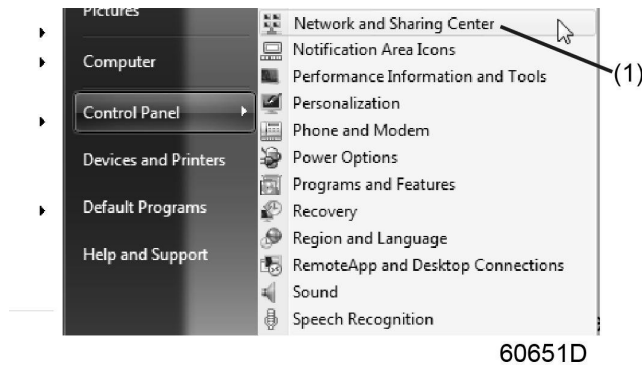 Pictures
Computer
Control Panel
Devices and Printers
Default Programs
Help and Support
Network and Sharing Center
(1)
Notification Area Icons
Performance Information and Tools
Personalization
Phone and Modem
Power Options
Programs and Features
Recovery
Region and Language
RemoteApp and Desktop Connections
Sound
Speech Recognition
60651D